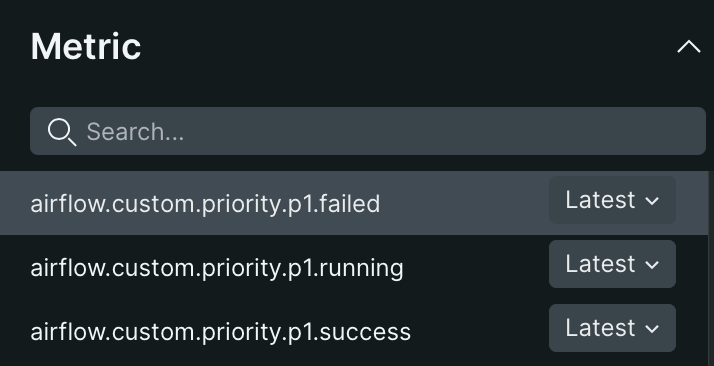 Metric
Search...
airflow.custom.priority.p1.failed Latest
airflow.custom.priority.p1.running Latest
airflow.custom.priority.p1.success Latest